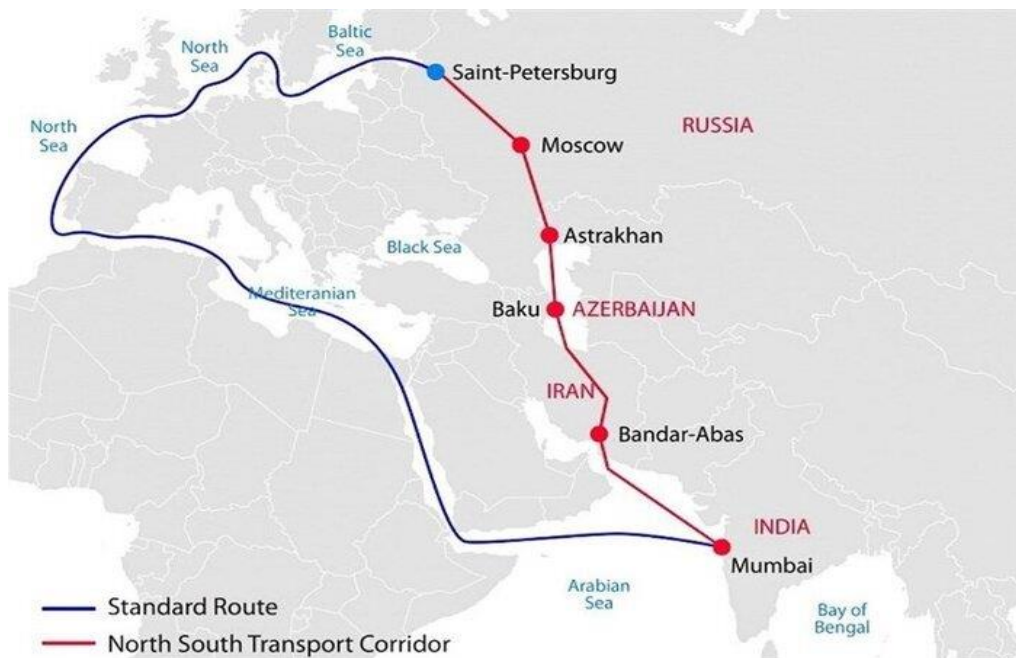 Baltic
Sea
North
Sea
Saint-Petersburg
North
Sea
RUSSIA
Moscow
Astrakhan
Black Sea
Mediteranian
Sea
Baku
AZERBAIJAN
IRAN
Bandar-Abas
INDIA
Mumbai
Arabian
Sea
Bay of
Bengal
Standard Route
North South Transport Corridor